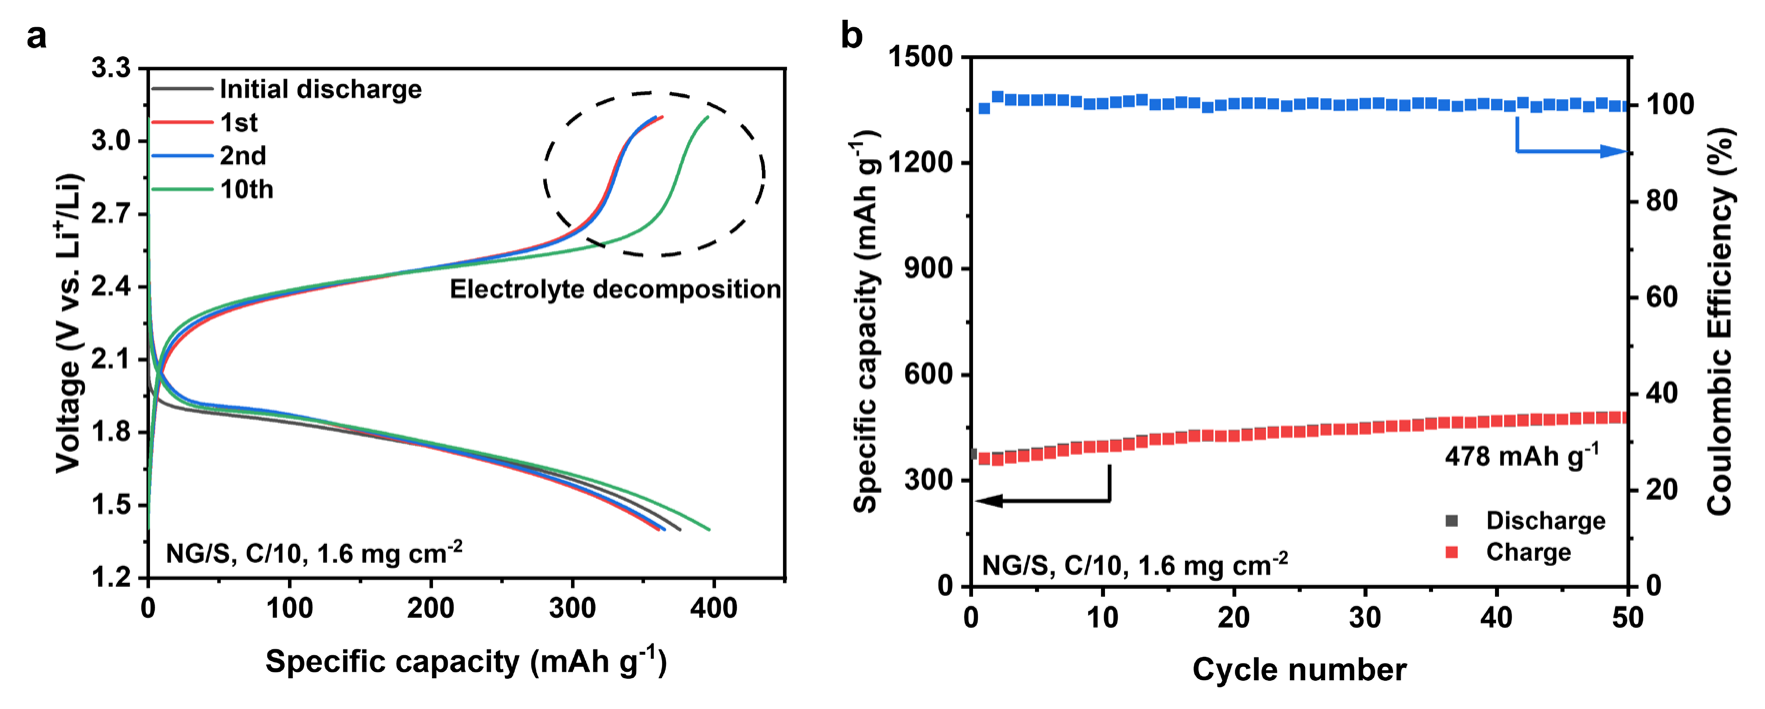 a
3.3
3.0
2.7
2.4
2.1
1.8
1.5
1.2
Voltage (V vs. Li⁺/Li)
Initial discharge
1st
2nd
10th
Electrolyte decomposition
NG/S, C/10, 1.6 mg cm⁻²
0 100 200 300 400
Specific capacity (mAh g⁻¹)
b
1500
1200
900
600
300
0
Specific capacity (mAh g⁻¹)
100
80
60
40
20
0
Coulombic Efficiency (%)
478 mAh g⁻¹
Discharge
Charge
NG/S, C/10, 1.6 mg cm⁻²
0 10 20 30 40 50
Cycle number